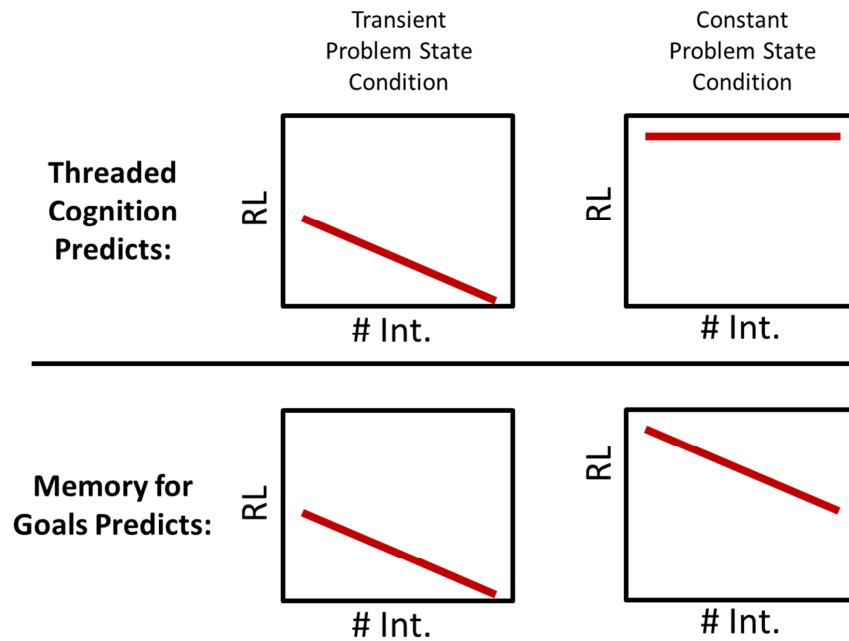 Transient
Problem State
Condition
Constant
Problem State
Condition
Threaded
Cognition
Predicts:
RL
# Int.
RL
# Int.
Memory for
Goals Predicts:
RL
# Int.
RL
# Int.